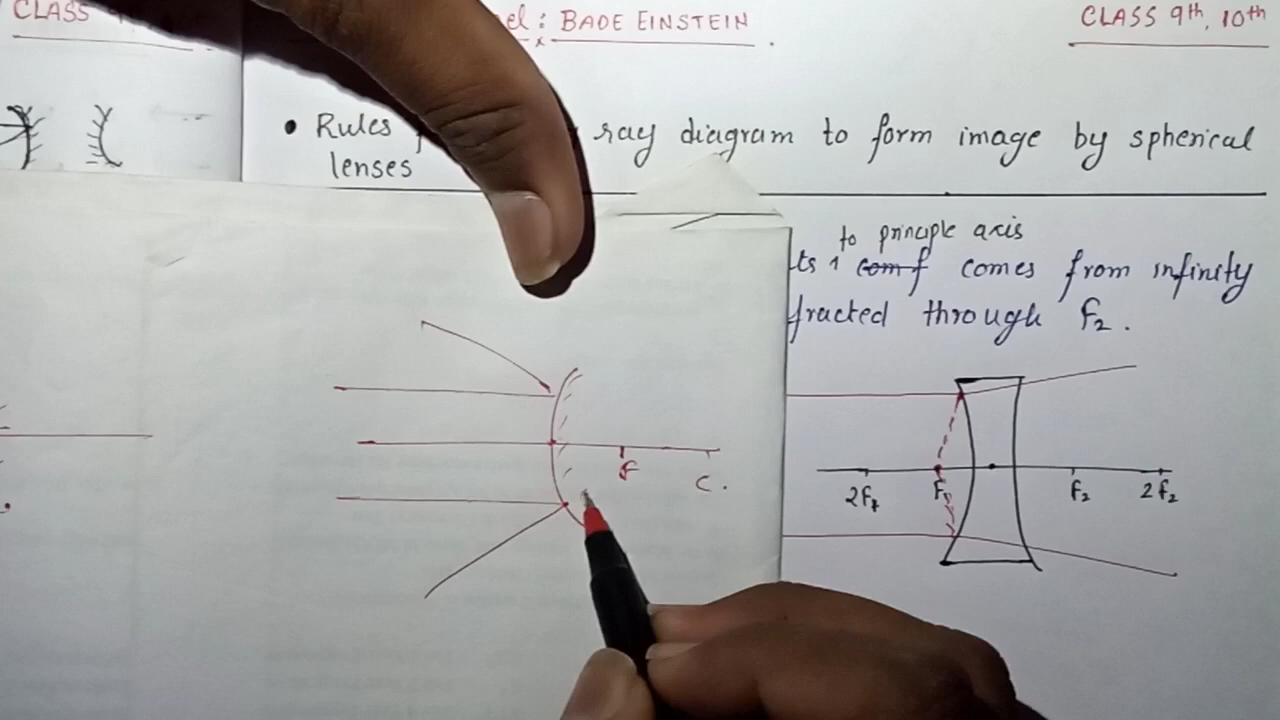 CLASS
el : BADE EINSTEIN
CLASS 9th, 10th
• Rules ray diagram to form image by spherical
lenses
to principle axis
comes from infinity
fracted through F₂.
F
C.
2F₁ F₁ F₂ 2F₂